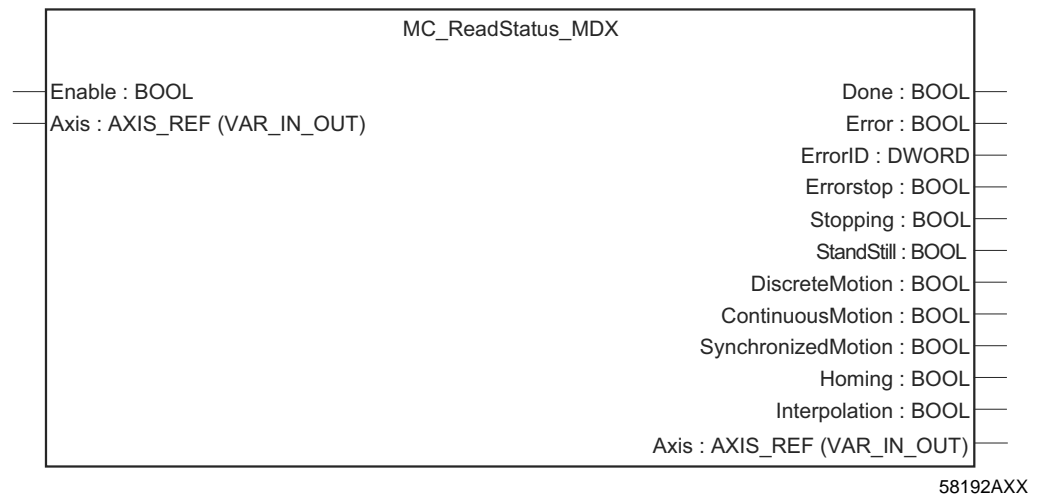 MC_ReadStatus_MDX
Enable : BOOL
Done : BOOL
Axis : AXIS_REF (VAR_IN_OUT)
Error : BOOL
ErrorID : DWORD
Errorstop : BOOL
Stopping : BOOL
StandStill : BOOL
DiscreteMotion : BOOL
ContinuousMotion : BOOL
SynchronizedMotion : BOOL
Homing : BOOL
Interpolation : BOOL
Axis : AXIS_REF (VAR_IN_OUT)
58192AXX